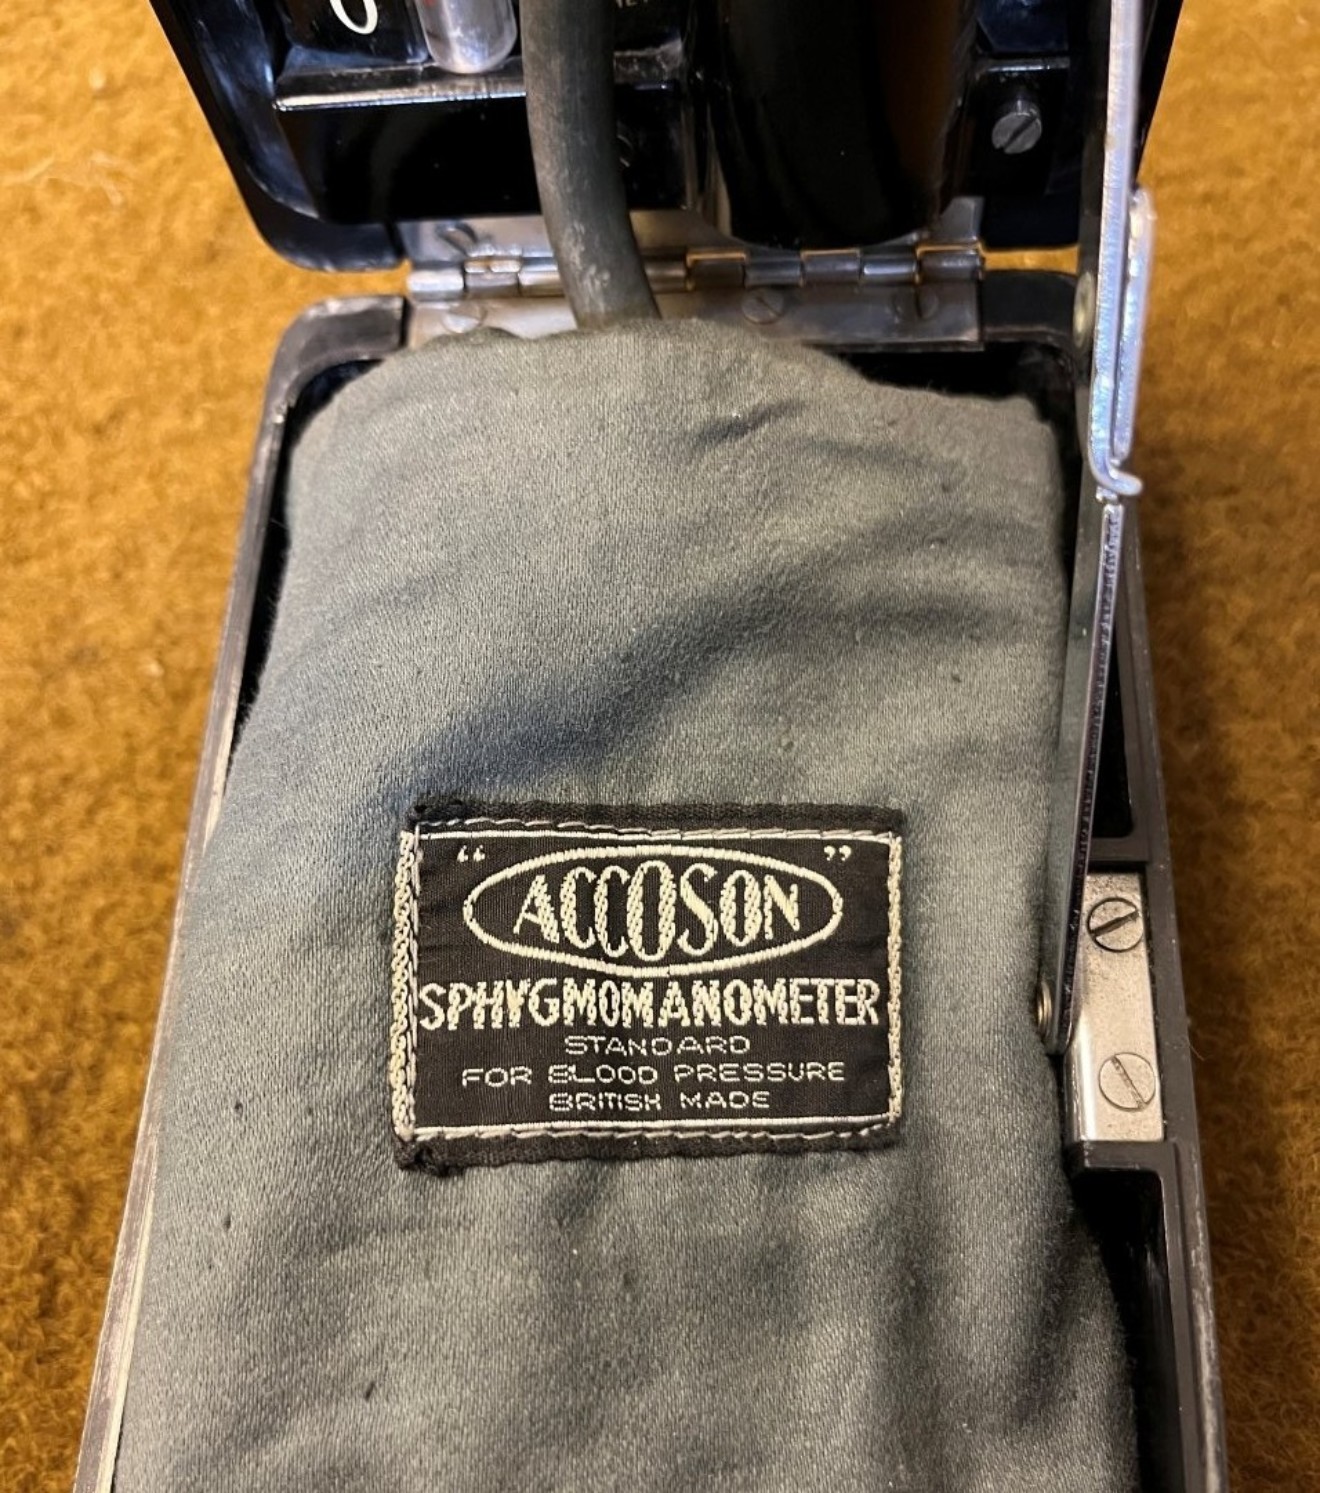 “ ACCOSON ”
SPHYGMOMANOMETER
STANDARD
FOR BLOOD PRESSURE
BRITISH MADE